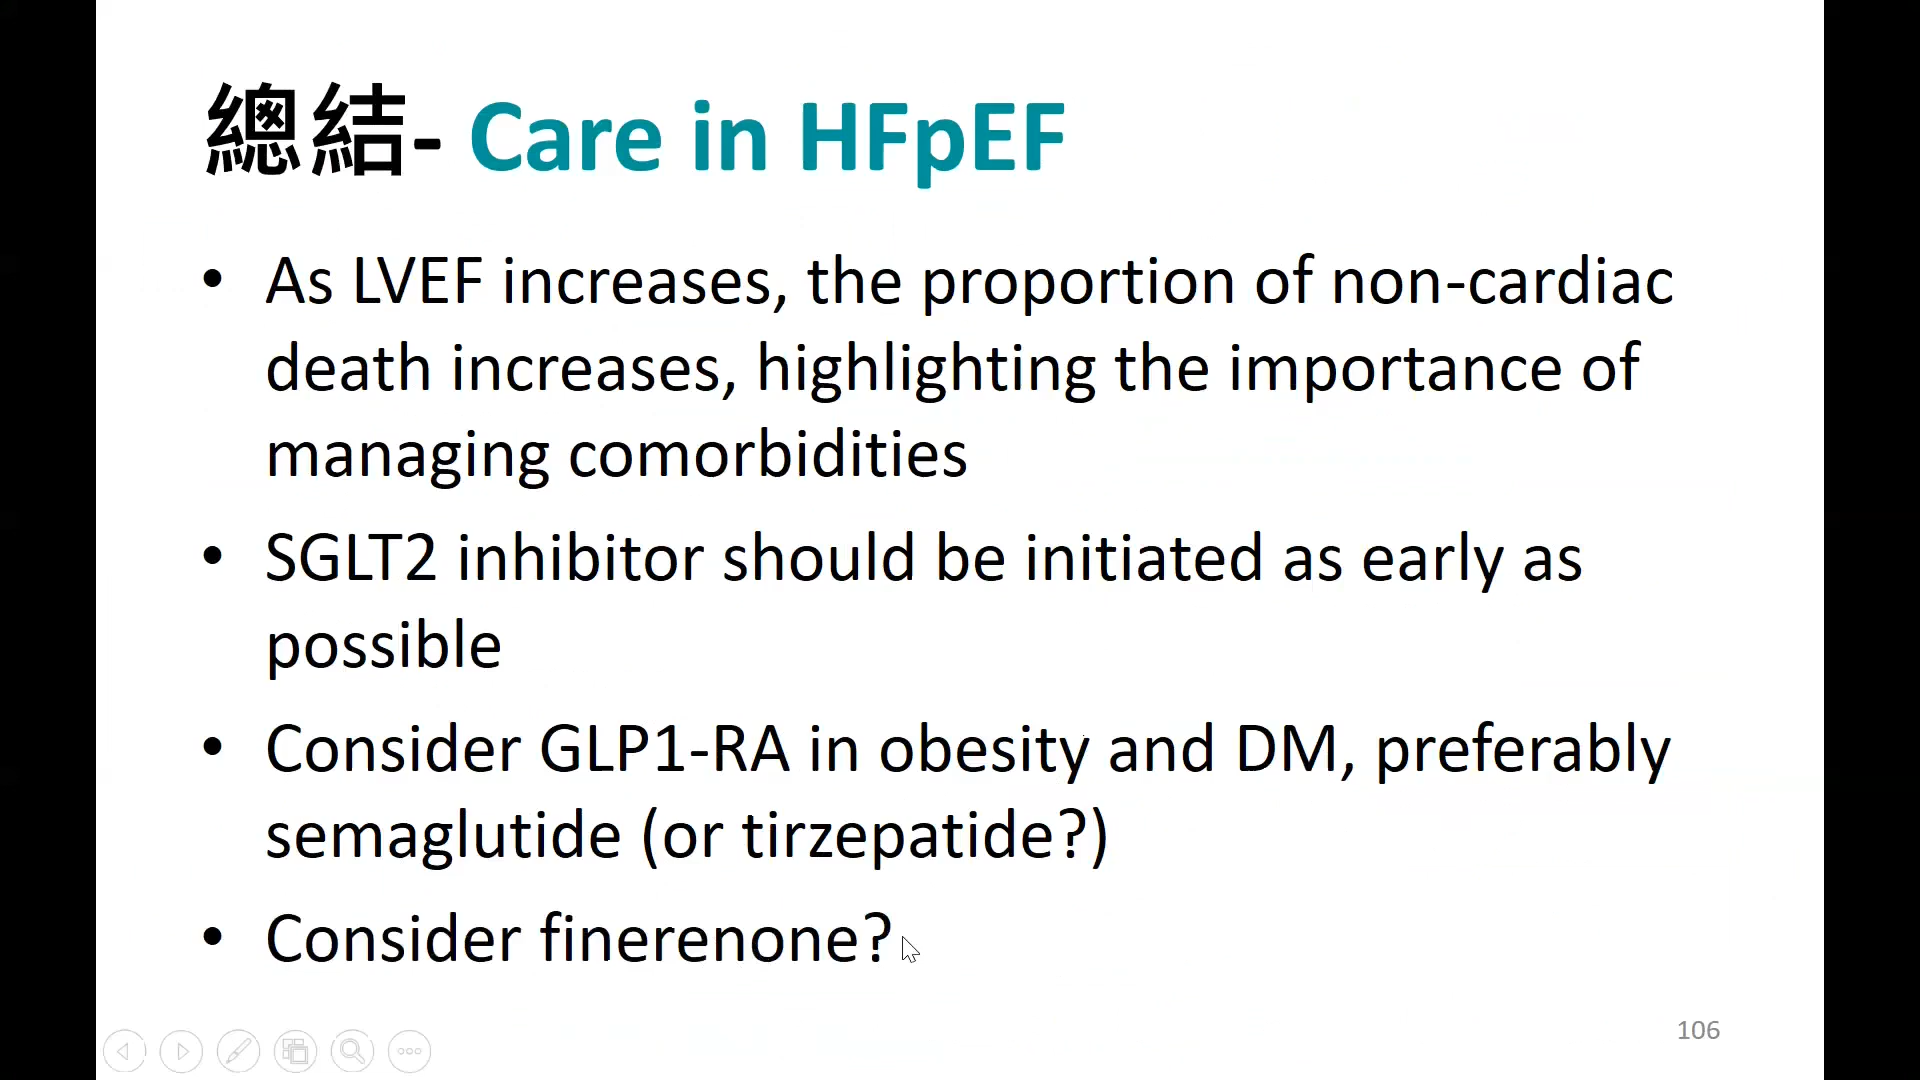 總結- Care in HFpEF
• As LVEF increases, the proportion of non-cardiac
death increases, highlighting the importance of
managing comorbidities
• SGLT2 inhibitor should be initiated as early as
possible
• Consider GLP1-RA in obesity and DM, preferably
semaglutide (or tirzepatide?)
• Consider finerenone?
106